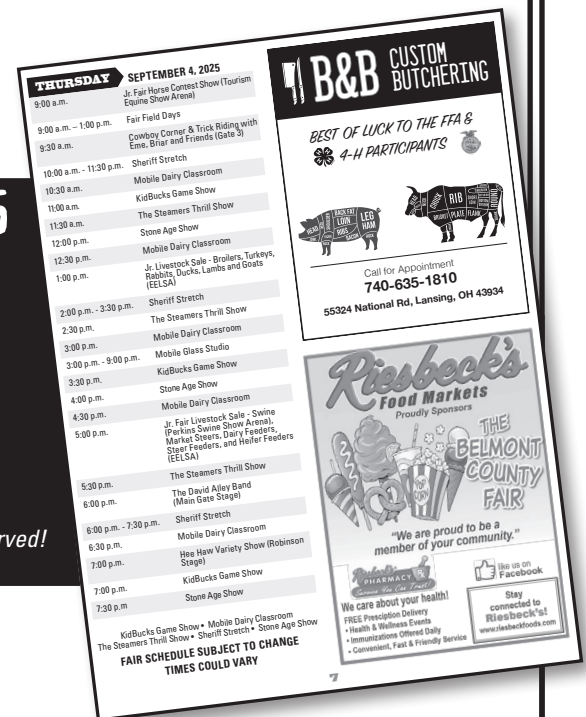 S
rved!
THURSDAY SEPTEMBER 4, 2025
9:00 a.m. Jr. Fair Horse Contest Show (Tourism
Equine Show Arena)
9:00 a.m. – 1:00 p.m. Fair Field Days
9:30 a.m. Cowboy Corner & Trick Riding with
Eme, Briar and Friends (Gate 3)
10:00 a.m. - 11:30 p.m. Sheriff Stretch
10:30 a.m. Mobile Dairy Classroom
11:00 a.m. KidBucks Game Show
11:30 a.m. The Steamers Thrill Show
12:00 p.m. Stone Age Show
12:30 p.m. Mobile Dairy Classroom
1:00 p.m. Jr. Livestock Sale - Broilers, Turkeys,
Rabbits, Ducks, Lambs and Goats
(EELSA)
2:00 p.m. - 3:30 p.m. Sheriff Stretch
2:30 p.m. The Steamers Thrill Show
3:00 p.m. Mobile Dairy Classroom
3:00 p.m. - 9:00 p.m. Mobile Glass Studio
3:30 p.m. KidBucks Game Show
4:00 p.m. Stone Age Show
4:30 p.m. Mobile Dairy Classroom
5:00 p.m. Jr. Fair Livestock Sale - Swine
(Perkins Swine Show Arena),
Market Steers, Dairy Feeders,
Steer Feeders, and Heifer Feeders
(EELSA)
5:30 p.m. The Steamers Thrill Show
6:00 p.m. The David Alley Band
(Main Gate Stage)
6:00 p.m. - 7:30 p.m. Sheriff Stretch
6:30 p.m. Mobile Dairy Classroom
7:00 p.m. Hee Haw Variety Show (Robinson
Stage)
7:00 p.m. KidBucks Game Show
7:30 p.m Stone Age Show
KidBucks Game Show • Mobile Dairy Classroom
The Steamers Thrill Show • Sheriff Stretch • Stone Age Show
FAIR SCHEDULE SUBJECT TO CHANGE
TIMES COULD VARY
B&B CUSTOM
BUTCHERING
BEST OF LUCK TO THE FFA &
4-H PARTICIPANTS
HEAD
BACK FAT
LOIN
RIBS
BACON
LEG
HAM
CHUCK
RIB
BRISKET
PLATE
FLANK
Call for Appointment
740-635-1810
55324 National Rd, Lansing, OH 43934
Riesbeck's
Food Markets
Proudly Sponsors
THE
BELMONT
COUNTY
FAIR
POP
CORN
"We are proud to be a
member of your community."
Riesbeck's
PHARMACY
Service You Can Trust!
We care about your health!
FREE Presciption Delivery
• Health & Wellness Events
• Immunizations Offered Daily
• Convenient, Fast & Friendly Service
like us on
Facebook
Stay
connected to
Riesbeck's!
www.riesbeckfoods.com
7